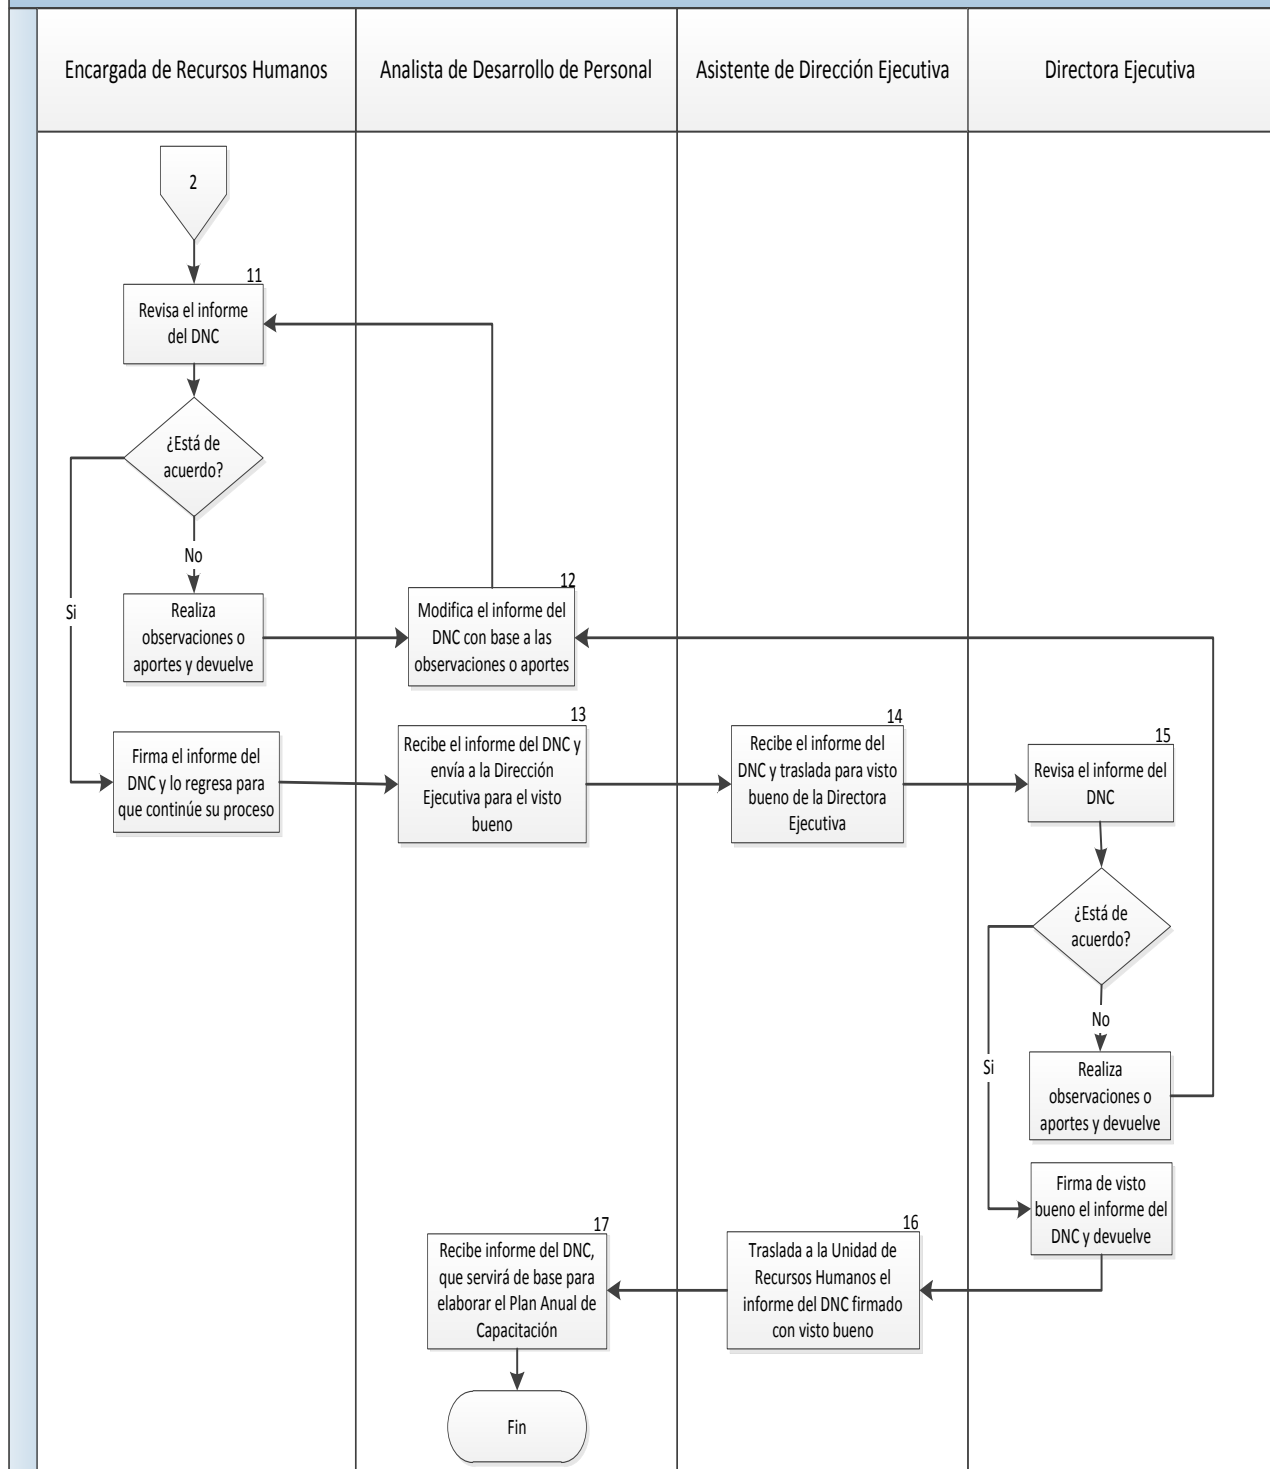 Encargada de Recursos Humanos
Analista de Desarrollo de Personal
Asistente de Dirección Ejecutiva
Directora Ejecutiva
2
11
Revisa el informe
del DNC
¿Está de
acuerdo?
No
Si
Realiza
observaciones o
aportes y devuelve
12
Modifica el informe del
DNC con base a las
observaciones o aportes
Firma el informe del
DNC y lo regresa para
que continúe su proceso
13
Recibe el informe del DNC y
envía a la Dirección
Ejecutiva para el visto
bueno
14
Recibe el informe del
DNC y traslada para visto
bueno de la Directora
Ejecutiva
15
Revisa el informe del
DNC
¿Está de
acuerdo?
No
Si
Realiza
observaciones o
aportes y devuelve
Firma de visto
bueno el informe del
DNC y devuelve
16
Traslada a la Unidad de
Recursos Humanos el
informe del DNC firmado
con visto bueno
17
Recibe informe del DNC,
que servirá de base para
elaborar el Plan Anual de
Capacitación
Fin